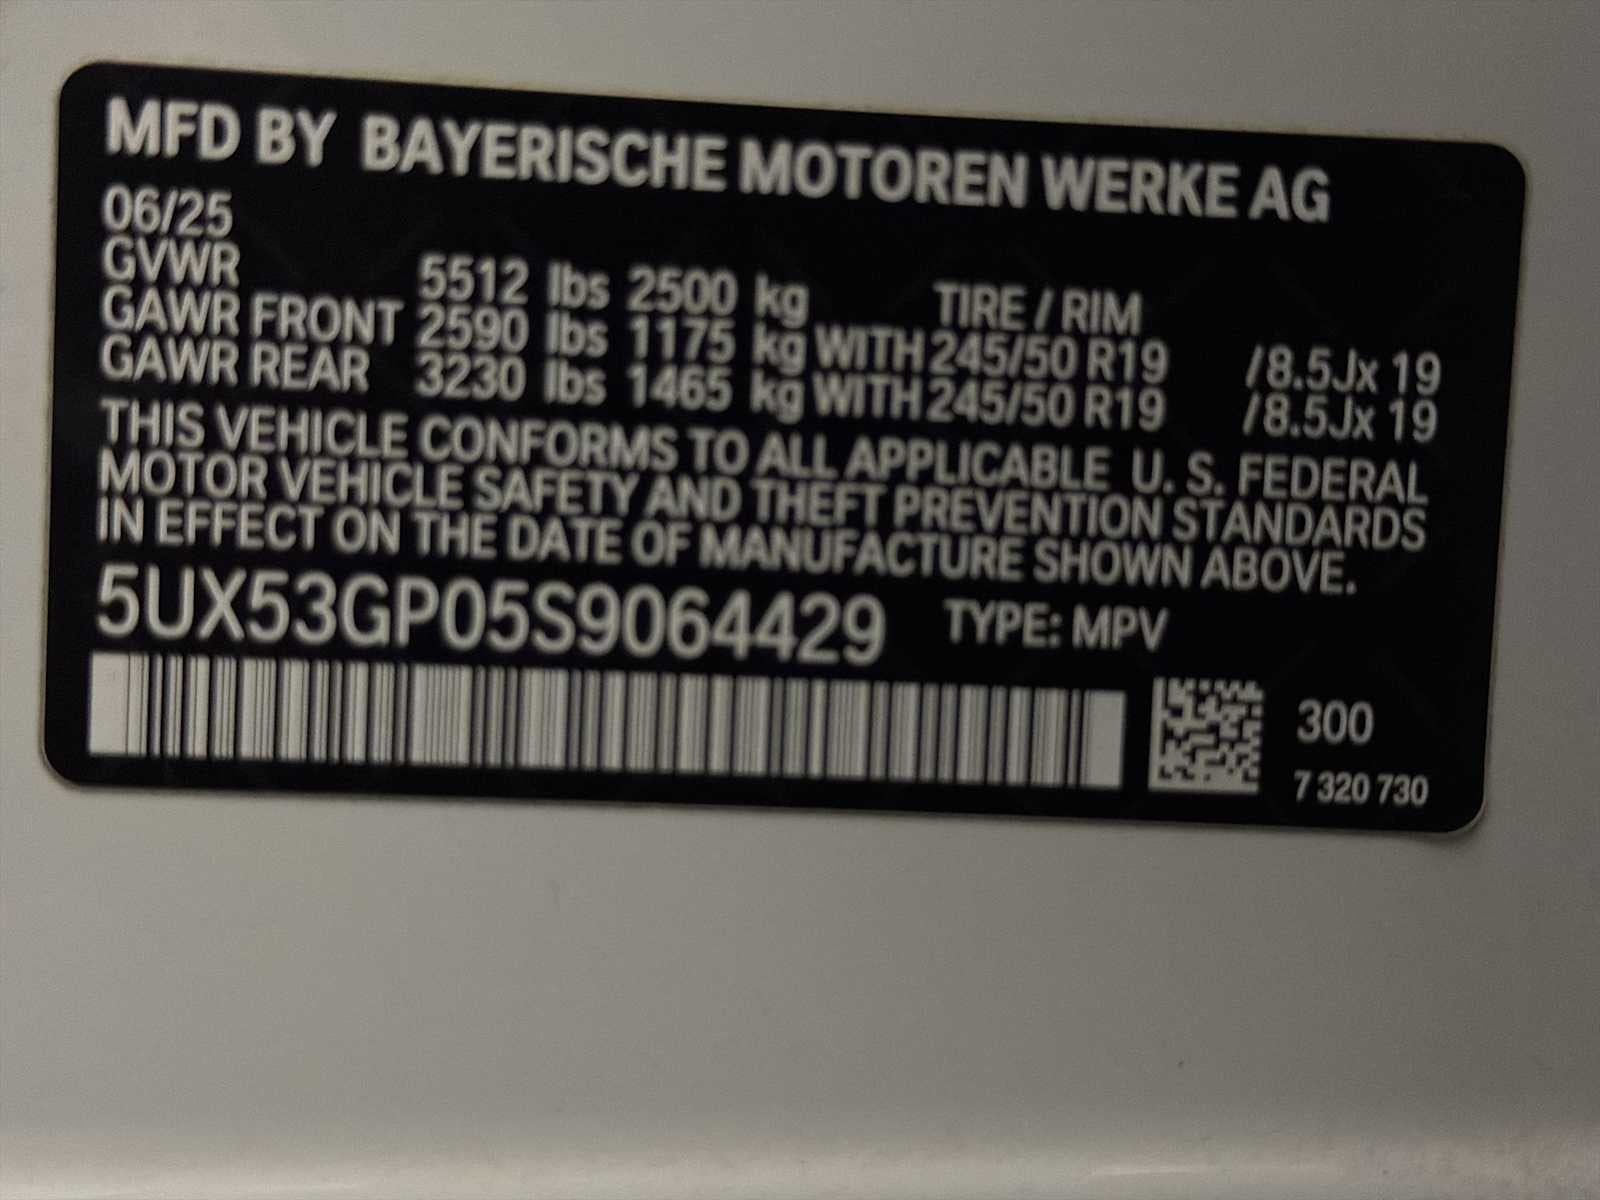 MFD BY BAYERISCHE MOTOREN WERKE AG
06/25
GVWR 5512 lbs 2500 kg TIRE / RIM
GAWR FRONT 2590 lbs 1175 kg WITH 245/50 R19 /8.5Jx 19
GAWR REAR 3230 lbs 1465 kg WITH 245/50 R19 /8.5Jx 19
THIS VEHICLE CONFORMS TO ALL APPLICABLE U. S. FEDERAL
MOTOR VEHICLE SAFETY AND THEFT PREVENTION STANDARDS
IN EFFECT ON THE DATE OF MANUFACTURE SHOWN ABOVE.
5UX53GP05S9064429 TYPE: MPV
300
7 320 730